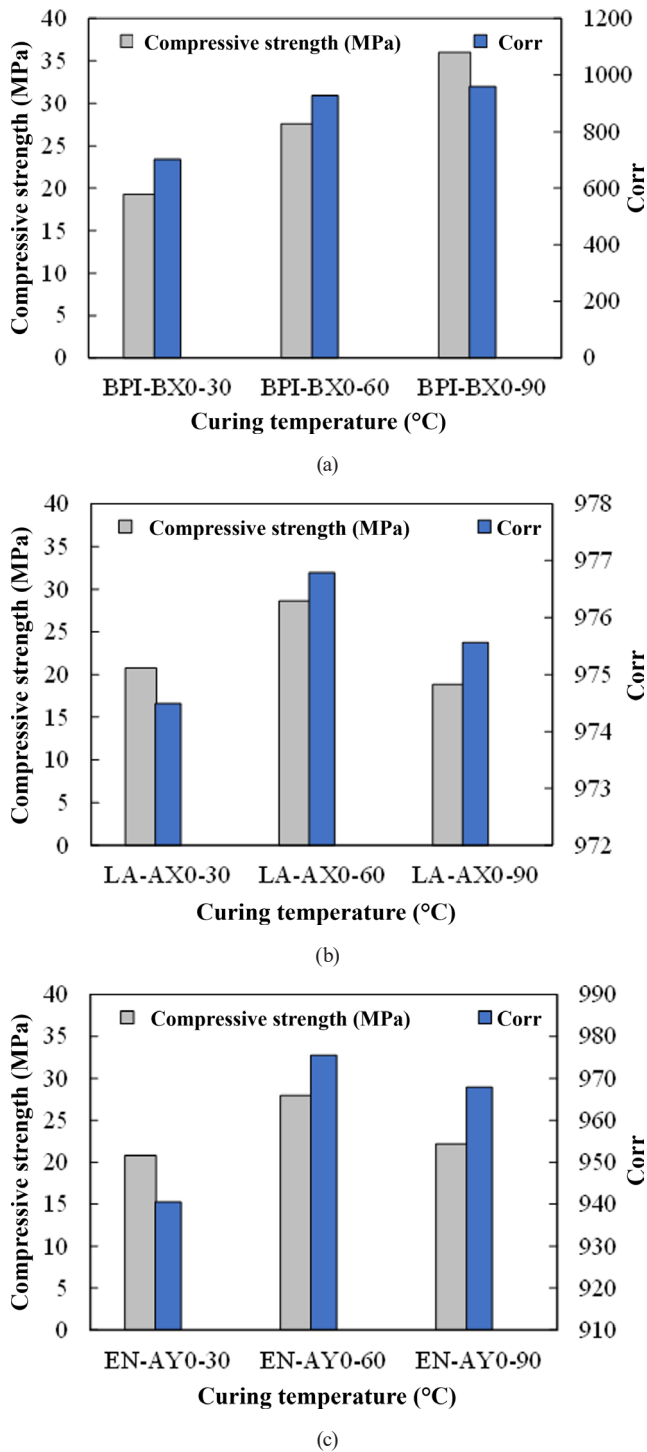 40 1200
Compressive strength (MPa) Corr
35 1000
30
25 800
20 600
15
400
10
200
5
0 0
Compressive strength (MPa)
Corr
BPI-BX0-30 BPI-BX0-60 BPI-BX0-90
Curing temperature (°C)
(a)
40 978
Compressive strength (MPa) Corr
35 977
30
976
25
20 975
15 974
10
973
5
0 972
Compressive strength (MPa)
Corr
LA-AX0-30 LA-AX0-60 LA-AX0-90
Curing temperature (°C)
(b)
40 990
Compressive strength (MPa) Corr
35 980
30 970
25 960
20 950
15 940
10 930
5 920
0 910
Compressive strength (MPa)
Corr
EN-AY0-30 EN-AY0-60 EN-AY0-90
Curing temperature (°C)
(c)